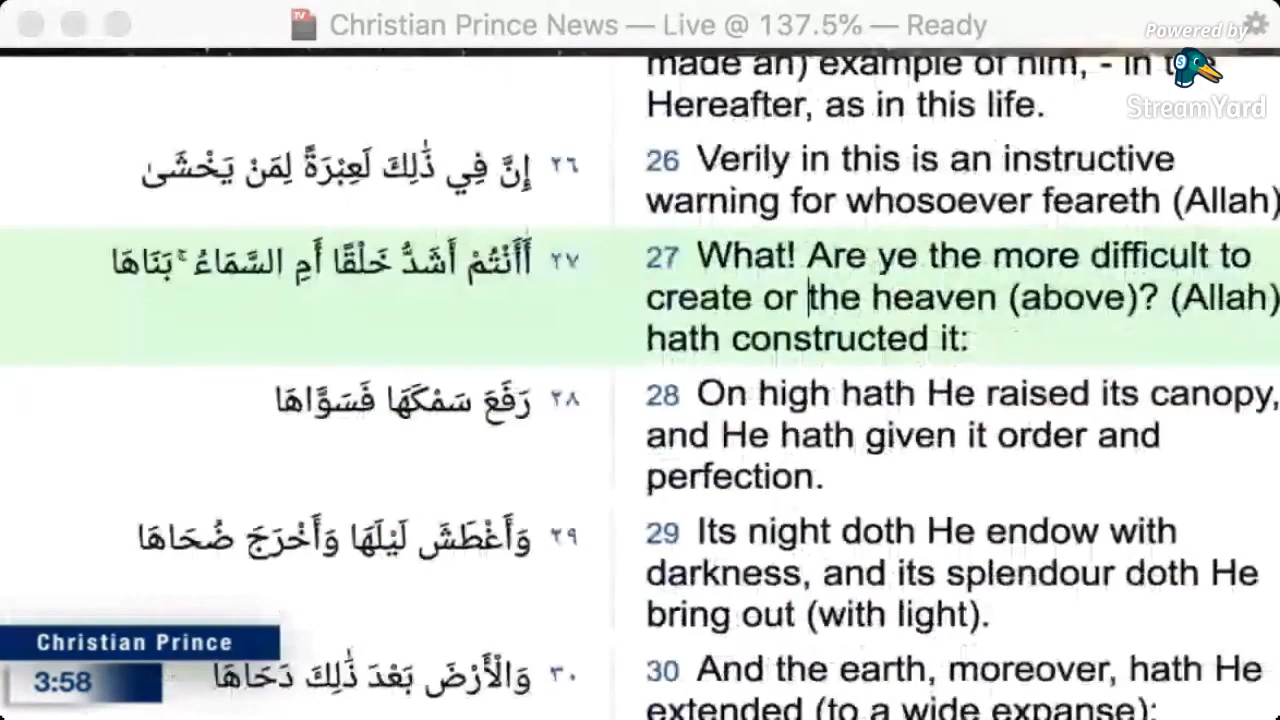 Christian Prince News — Live @ 137.5% — Ready
Powered by
StreamYard
made an) example of him, - in the
Hereafter, as in this life.
٢٦ إِنَّ فِي ذَٰلِكَ لَعِبْرَةً لِمَنْ يَخْشَىٰ
26 Verily in this is an instructive
warning for whosoever feareth (Allah)
٢٧ أَأَنْتُمْ أَشَدُّ خَلْقًا أَمِ السَّمَاءُ ۚ بَنَاهَا
27 What! Are ye the more difficult to
create or the heaven (above)? (Allah)
hath constructed it:
٢٨ رَفَعَ سَمْكَهَا فَسَوَّاهَا
28 On high hath He raised its canopy,
and He hath given it order and
perfection.
٢٩ وَأَغْطَشَ لَيْلَهَا وَأَخْرَجَ ضُحَاهَا
29 Its night doth He endow with
darkness, and its splendour doth He
bring out (with light).
٣٠ وَالْأَرْضَ بَعْدَ ذَٰلِكَ دَحَاهَا
30 And the earth, moreover, hath He
extended (to a wide expanse);
Christian Prince
3:58